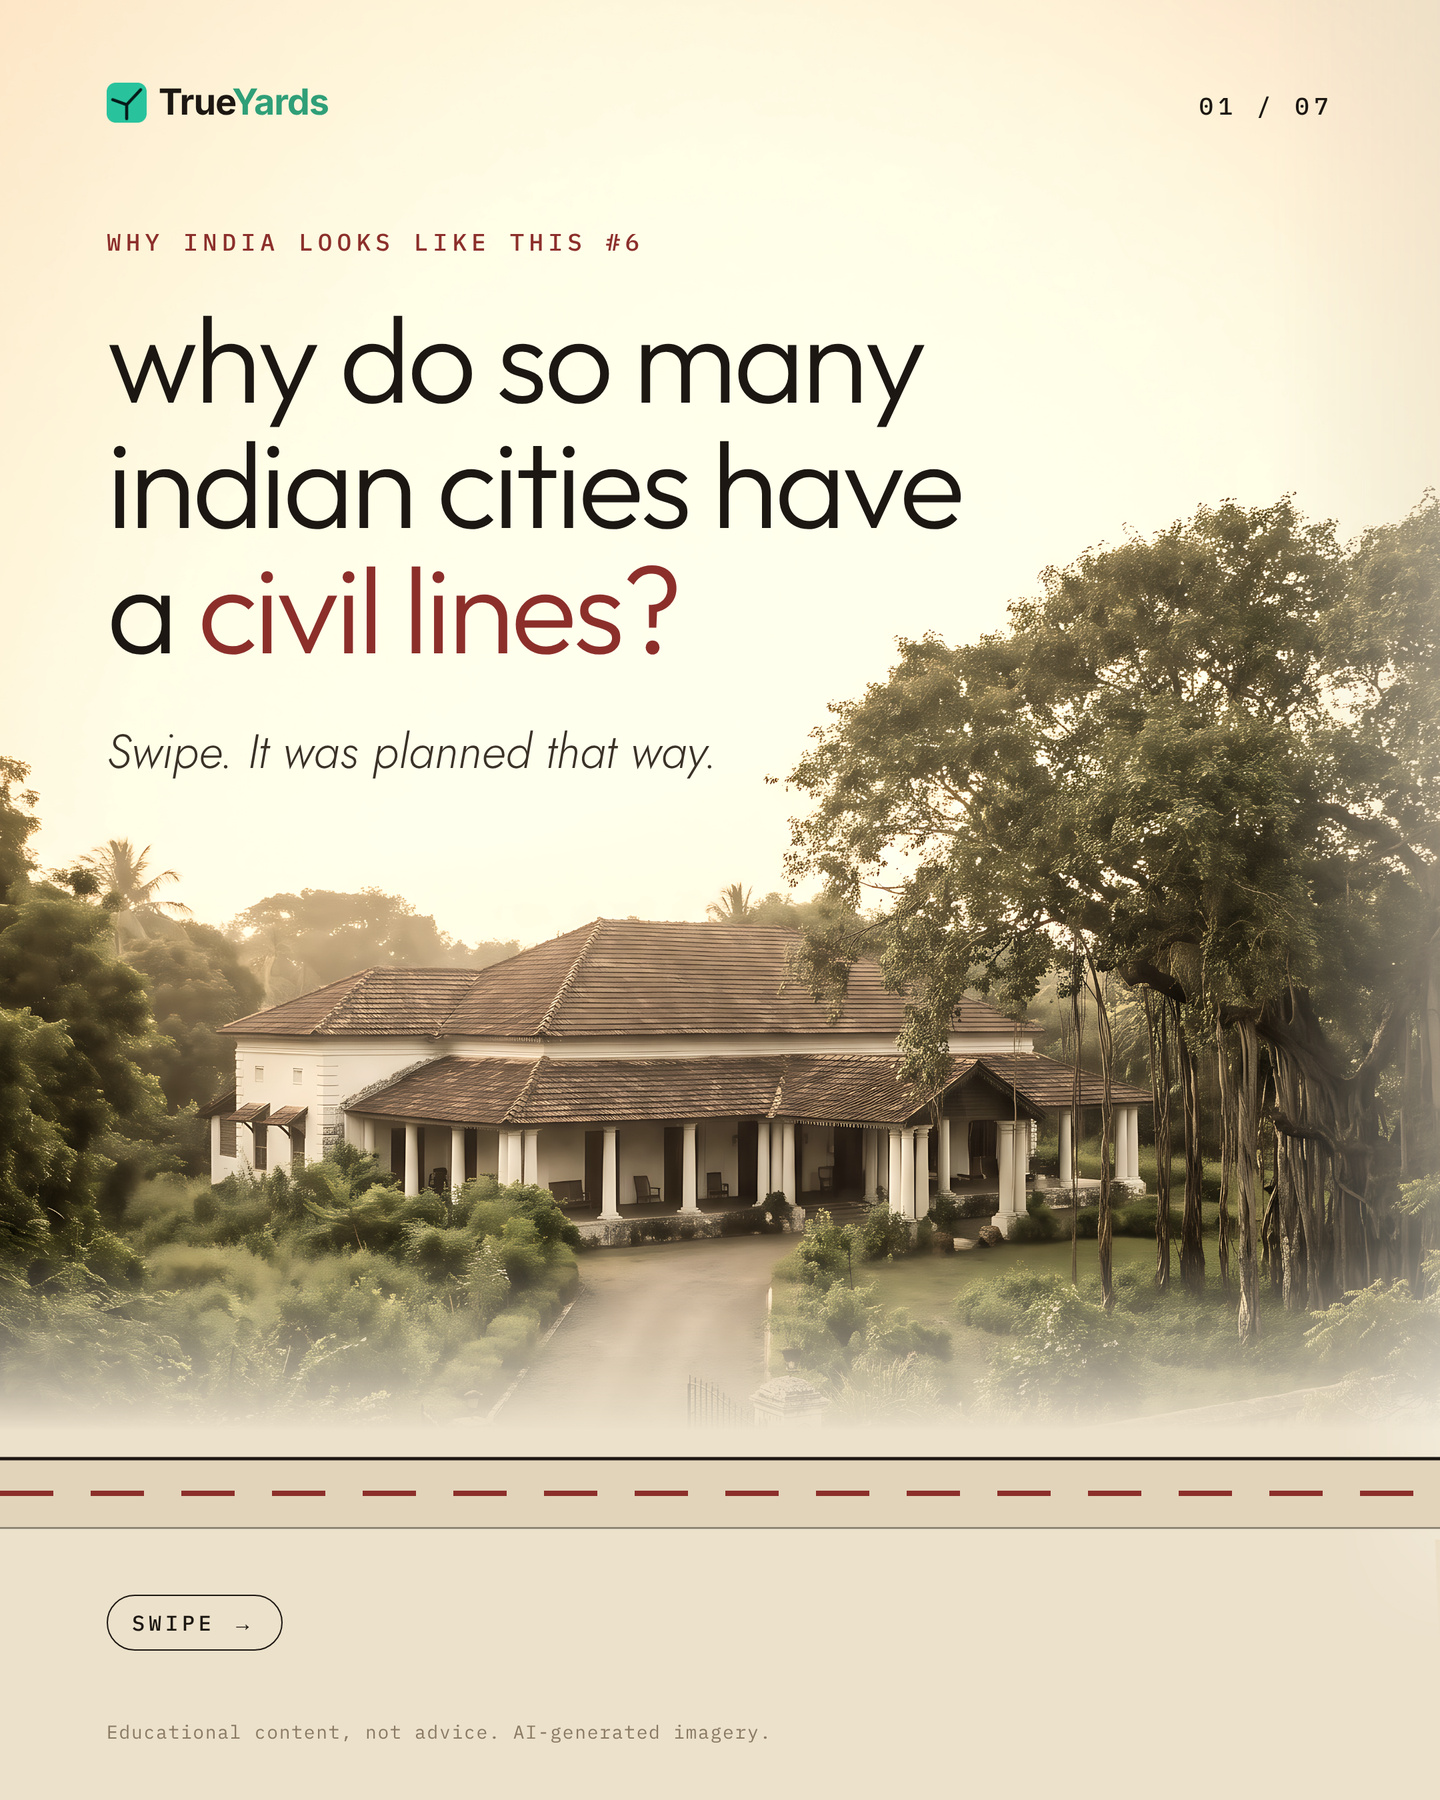 TrueYards
01 / 07
WHY INDIA LOOKS LIKE THIS #6
why do so many
indian cities have
a civil lines?
Swipe. It was planned that way.
SWIPE →
Educational content, not advice. AI-generated imagery.